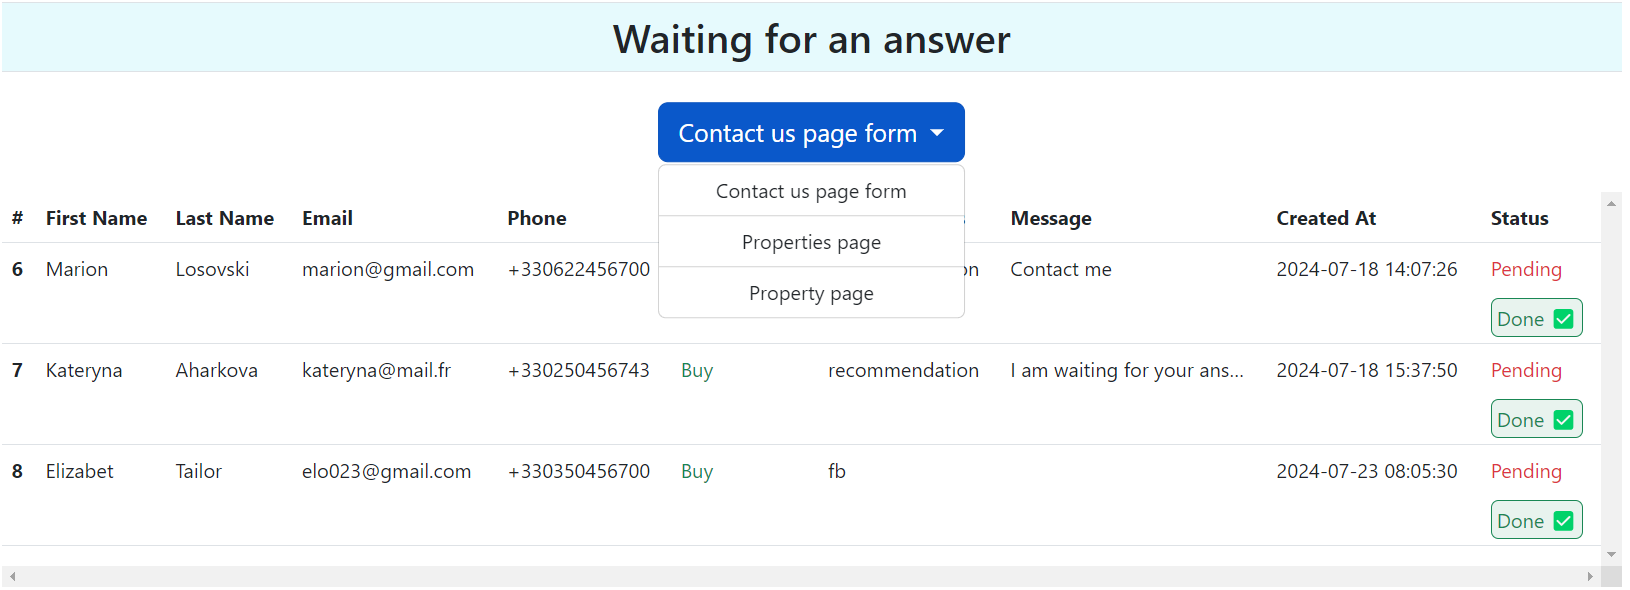 Waiting for an answer
Contact us page form
Contact us page form
Properties page
Property page
# First Name Last Name Email Phone Message Created At Status
6 Marion Losovski marion@gmail.com +330622456700 Contact me 2024-07-18 14:07:26 Pending
Done
7 Kateryna Aharkova kateryna@mail.fr +330250456743 Buy recommendation I am waiting for your ans... 2024-07-18 15:37:50 Pending
Done
8 Elizabet Tailor elo023@gmail.com +330350456700 Buy fb 2024-07-23 08:05:30 Pending
Done